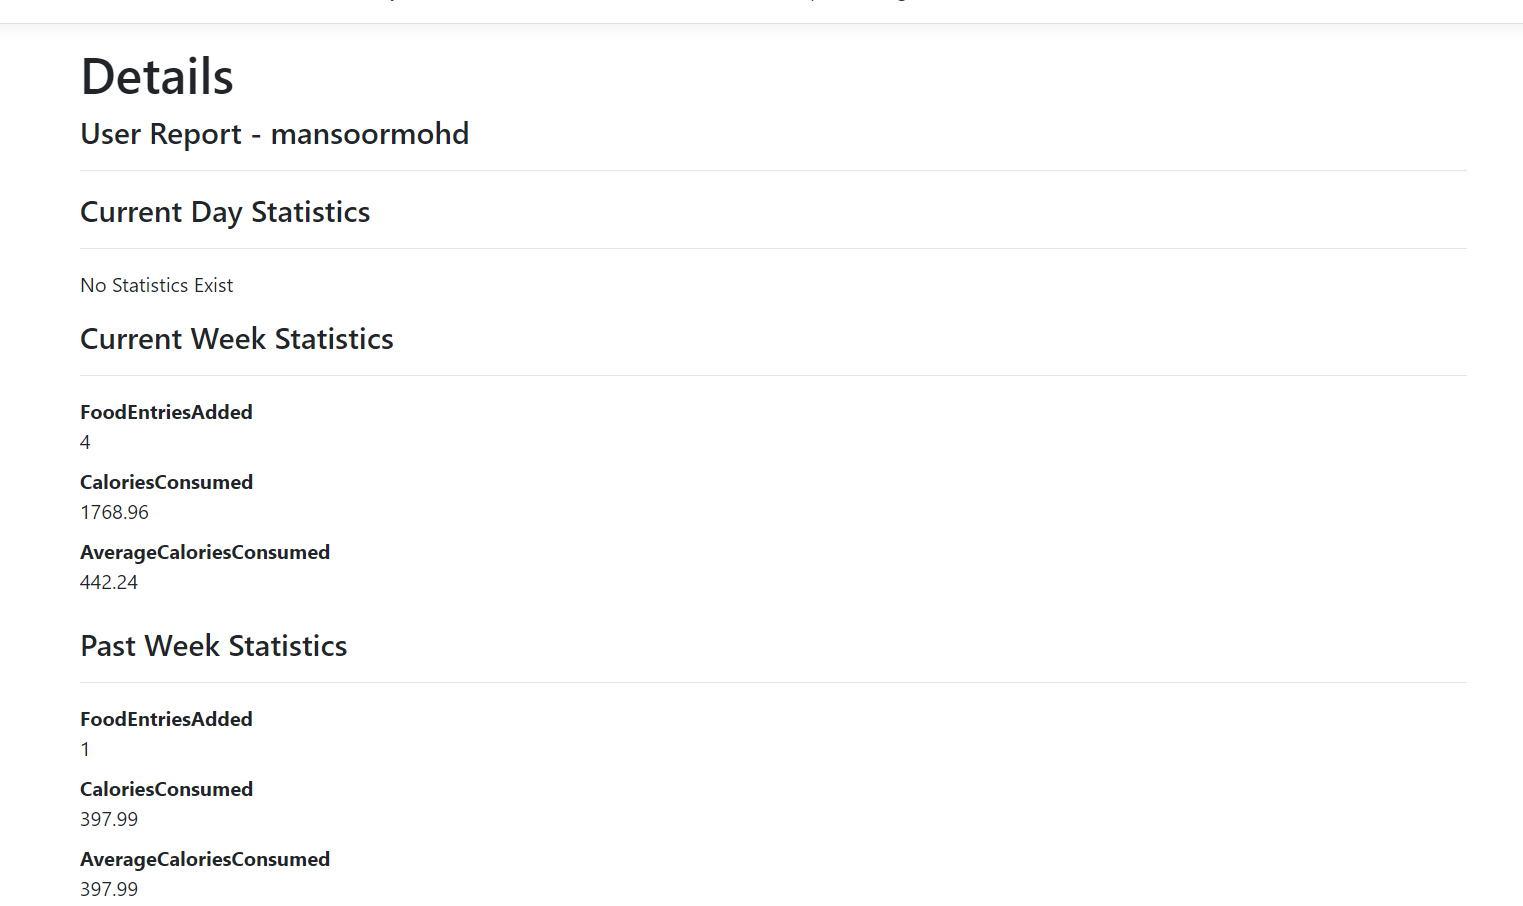 Details
User Report - mansoormohd
Current Day Statistics
No Statistics Exist
Current Week Statistics
FoodEntriesAdded
4
CaloriesConsumed
1768.96
AverageCaloriesConsumed
442.24
Past Week Statistics
FoodEntriesAdded
1
CaloriesConsumed
397.99
AverageCaloriesConsumed
397.99